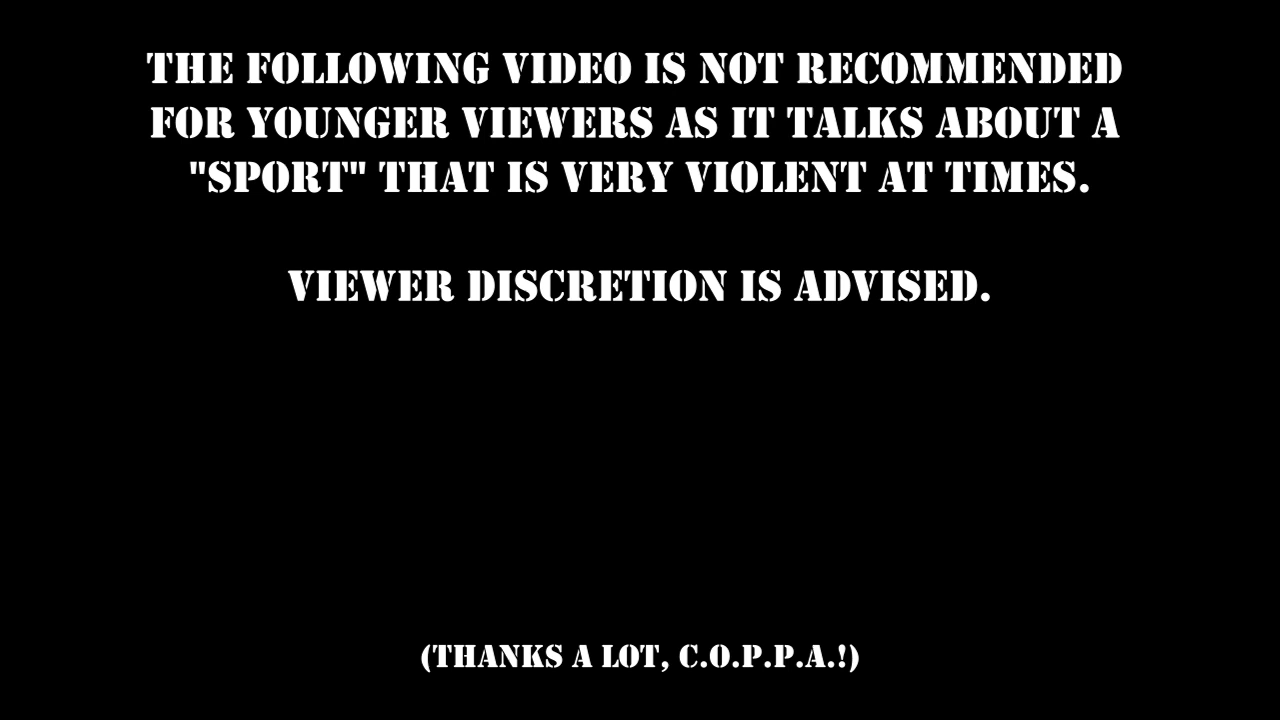 THE FOLLOWING VIDEO IS NOT RECOMMENDED
FOR YOUNGER VIEWERS AS IT TALKS ABOUT A
"SPORT" THAT IS VERY VIOLENT AT TIMES.
VIEWER DISCRETION IS ADVISED.
(THANKS A LOT, C.O.P.P.A.!)